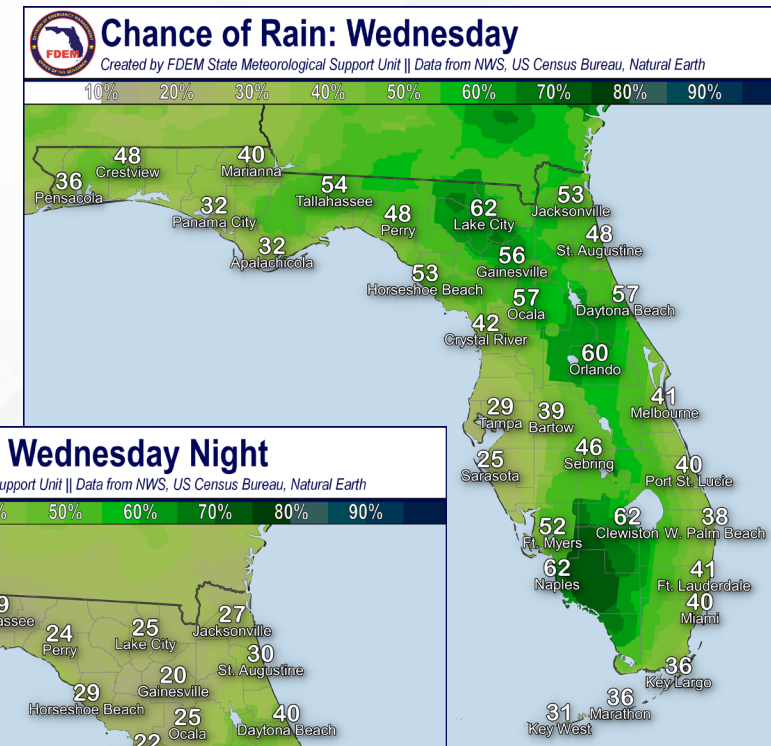 Chance of Rain: Wednesday
Created by FDEM State Meteorological Support Unit || Data from NWS, US Census Bureau, Natural Earth
FDEM
10% 20% 30% 40% 50% 60% 70% 80% 90%
48
Crestview
40
Marianna
36
Pensacola
32
Panama City
32
Apalachicola
54
Tallahassee
48
Perry
62
Lake City
53
Jacksonville
48
St. Augustine
56
Gainesville
53
Horseshoe Beach
57
Ocala
57
Daytona Beach
42
Crystal River
60
Orlando
41
Melbourne
29
Tampa
39
Bartow
46
Sebring
25
Sarasota
40
Port St. Lucie
52
Ft. Myers
62
Clewiston
38
W. Palm Beach
62
Naples
41
Ft. Lauderdale
40
Miami
36
Key Largo
36
Marathon
31
Key West
Wednesday Night
Support Unit || Data from NWS, US Census Bureau, Natural Earth
% 50% 60% 70% 80% 90%
9
assee
24
Perry
25
Lake City
27
Jacksonville
30
St. Augustine
20
Gainesville
29
Horseshoe Beach
25
Ocala
40
Daytona Beach
22